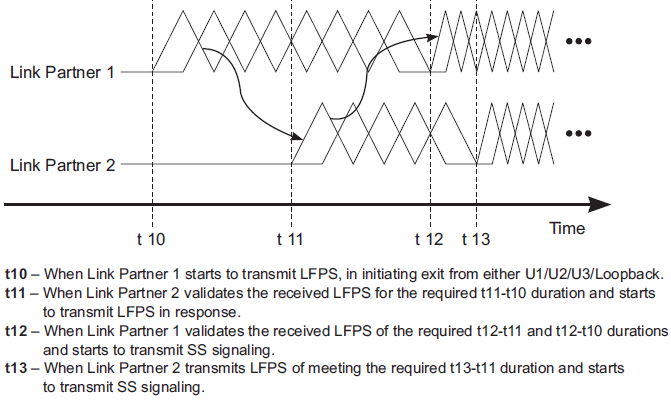 Link Partner 1
Link Partner 2
t 10
t 11
t 12
t 13
Time
t10 – When Link Partner 1 starts to transmit LFPS, in initiating exit from either U1/U2/U3/Loopback.
t11 – When Link Partner 2 validates the received LFPS for the required t11-t10 duration and starts
to transmit LFPS in response.
t12 – When Link Partner 1 validates the received LFPS of the required t12-t11 and t12-t10 durations
and starts to transmit SS signaling.
t13 – When Link Partner 2 transmits LFPS of meeting the required t13-t11 duration and starts
to transmit SS signaling.